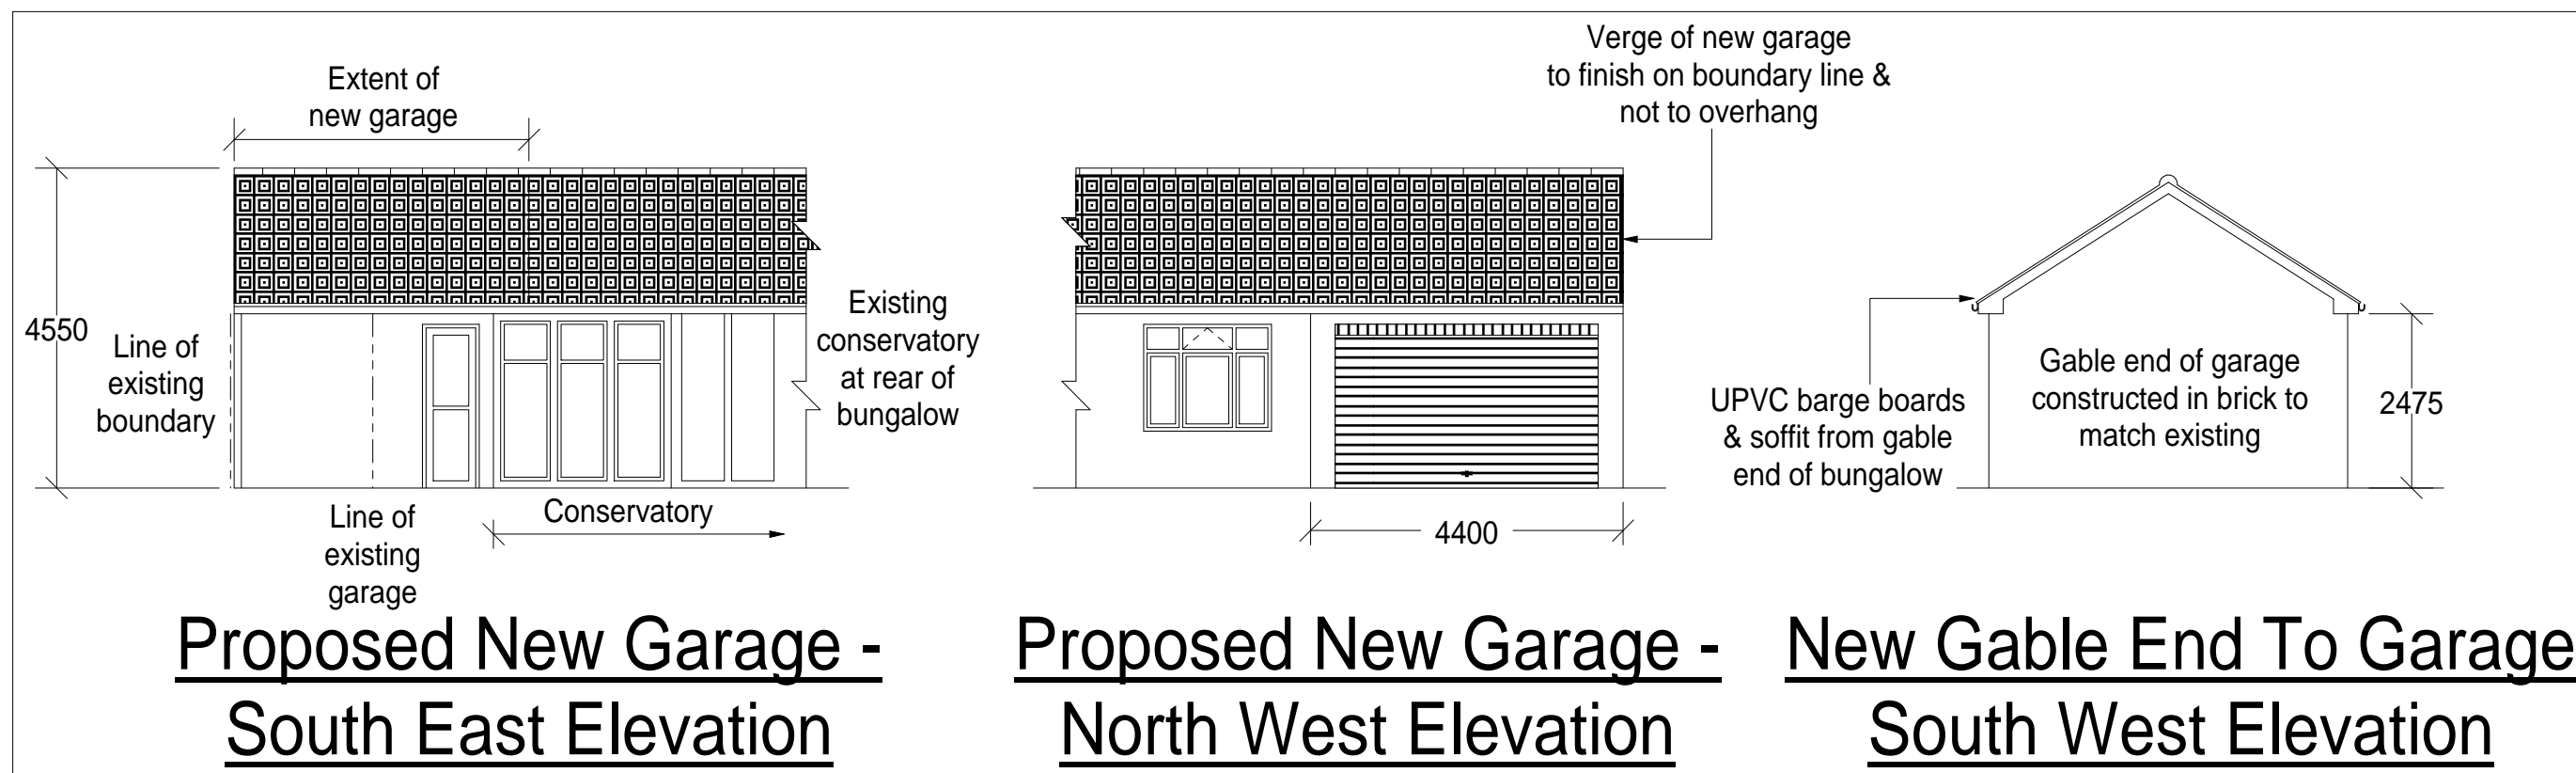 Extent of
new garage
4550
Line of
existing
boundary
Existing
conservatory
at rear of
bungalow
Line of
existing
garage
Conservatory
Proposed New Garage -
South East Elevation
Verge of new garage
to finish on boundary line &
not to overhang
4400
Proposed New Garage -
North West Elevation
UPVC barge boards
& soffit from gable
end of bungalow
Gable end of garage
constructed in brick to
match existing
2475
New Gable End To Garage
South West Elevation